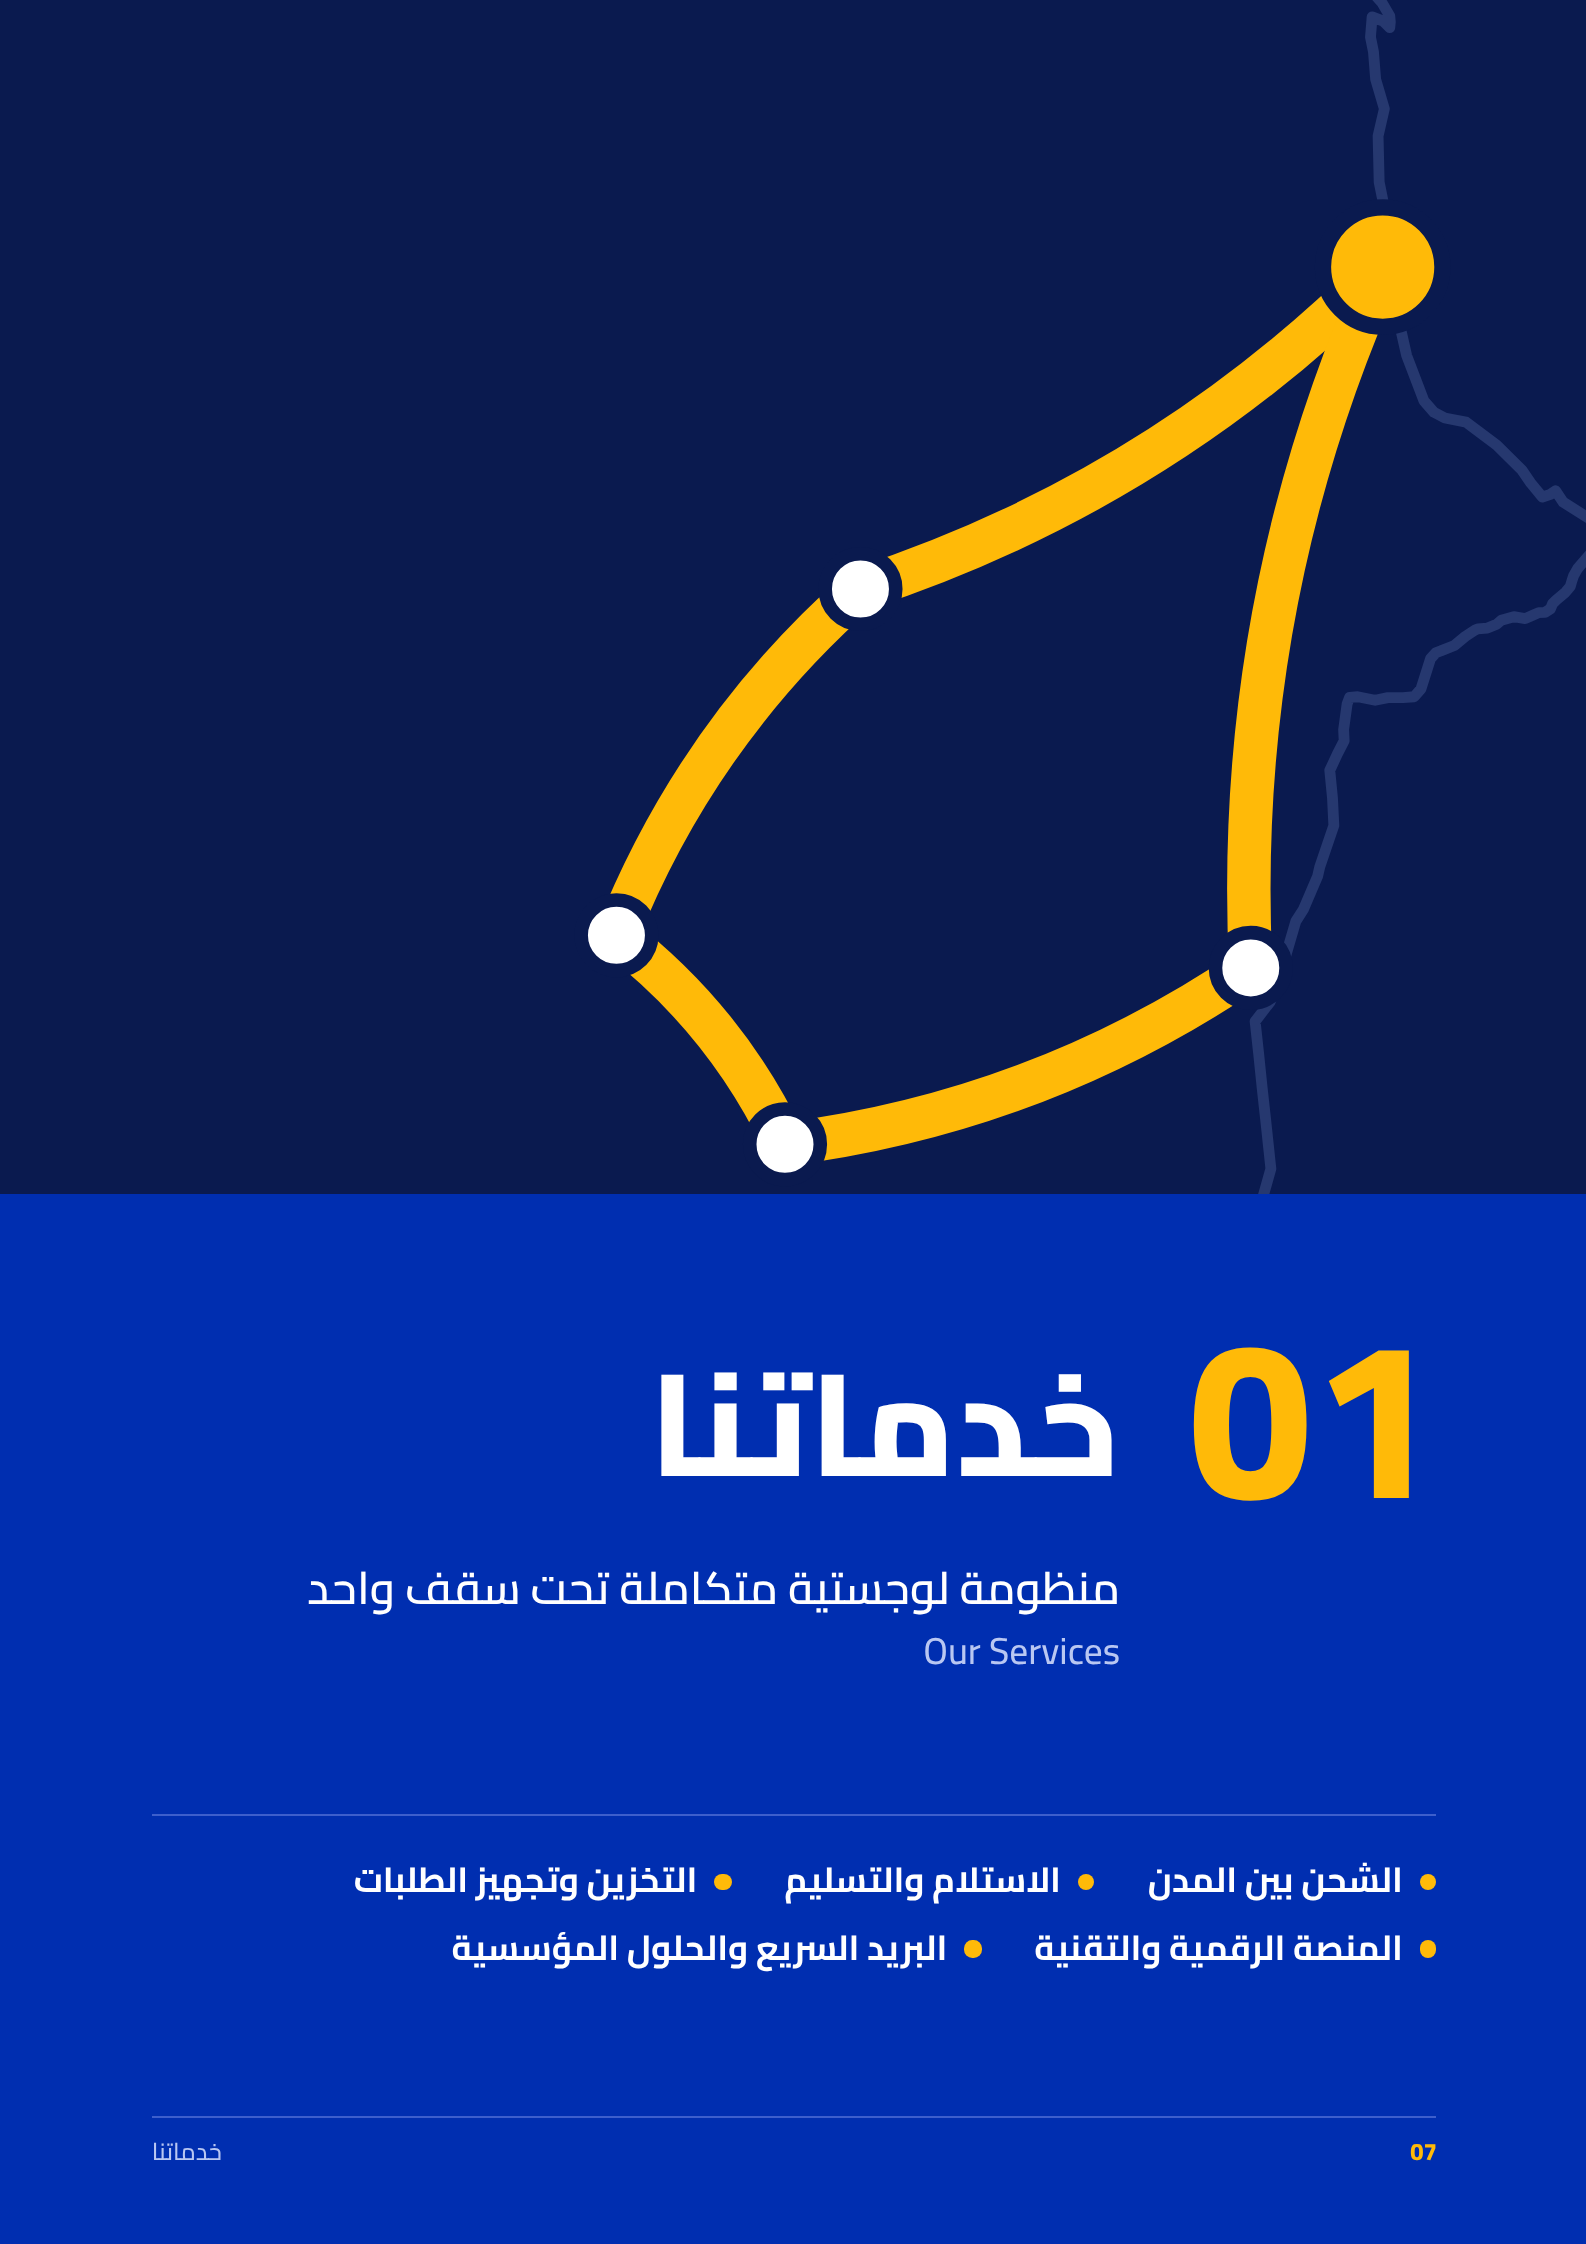 01 خدماتنا
منظومة لوجستية متكاملة تحت سقف واحد
Our Services
الشحن بين المدن • الاستلام والتسليم • التخزين وتجهيز الطلبات •
المنصة الرقمية والتقنية • البريد السريع والحلول المؤسسية •
07 خدماتنا